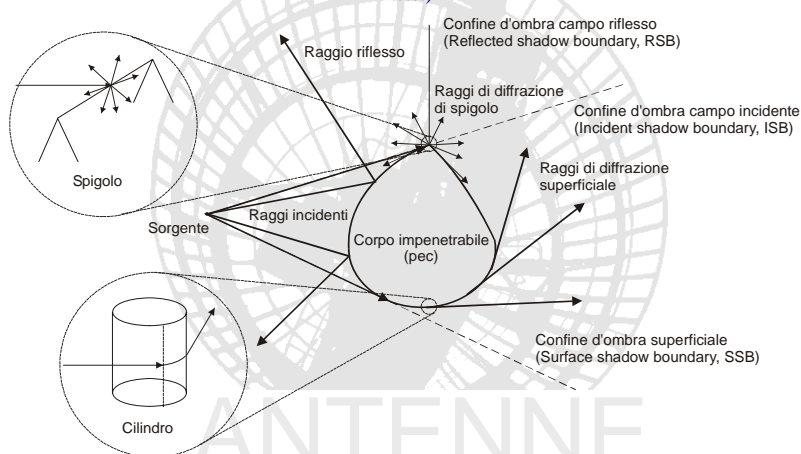 Confine d'ombra campo riflesso
(Reflected shadow boundary, RSB)
Raggio riflesso
Raggi di diffrazione
di spigolo
Confine d'ombra campo incidente
(Incident shadow boundary, ISB)
Raggi di diffrazione
superficiale
Spigolo
Raggi incidenti
Sorgente
Corpo impenetrabile
(pec)
Confine d'ombra superficiale
(Surface shadow boundary, SSB)
Cilindro
ANTENNE